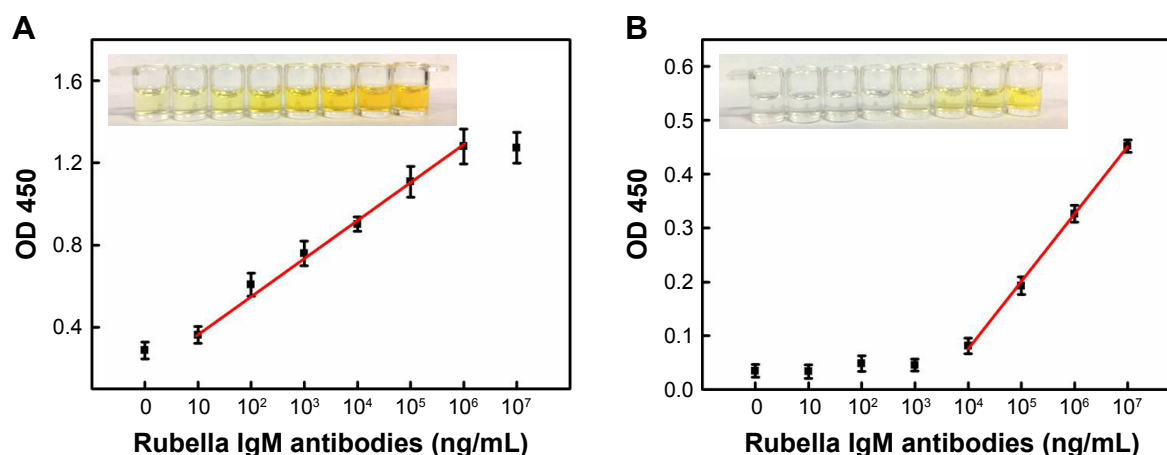 A
1.6
1.2
0.8
0.4
OD 450
0 10 10² 10³ 10⁴ 10⁵ 10⁶ 10⁷
Rubella IgM antibodies (ng/mL)
B
0.6
0.5
0.4
0.3
0.2
0.1
0.0
OD 450
0 10 10² 10³ 10⁴ 10⁵ 10⁶ 10⁷
Rubella IgM antibodies (ng/mL)